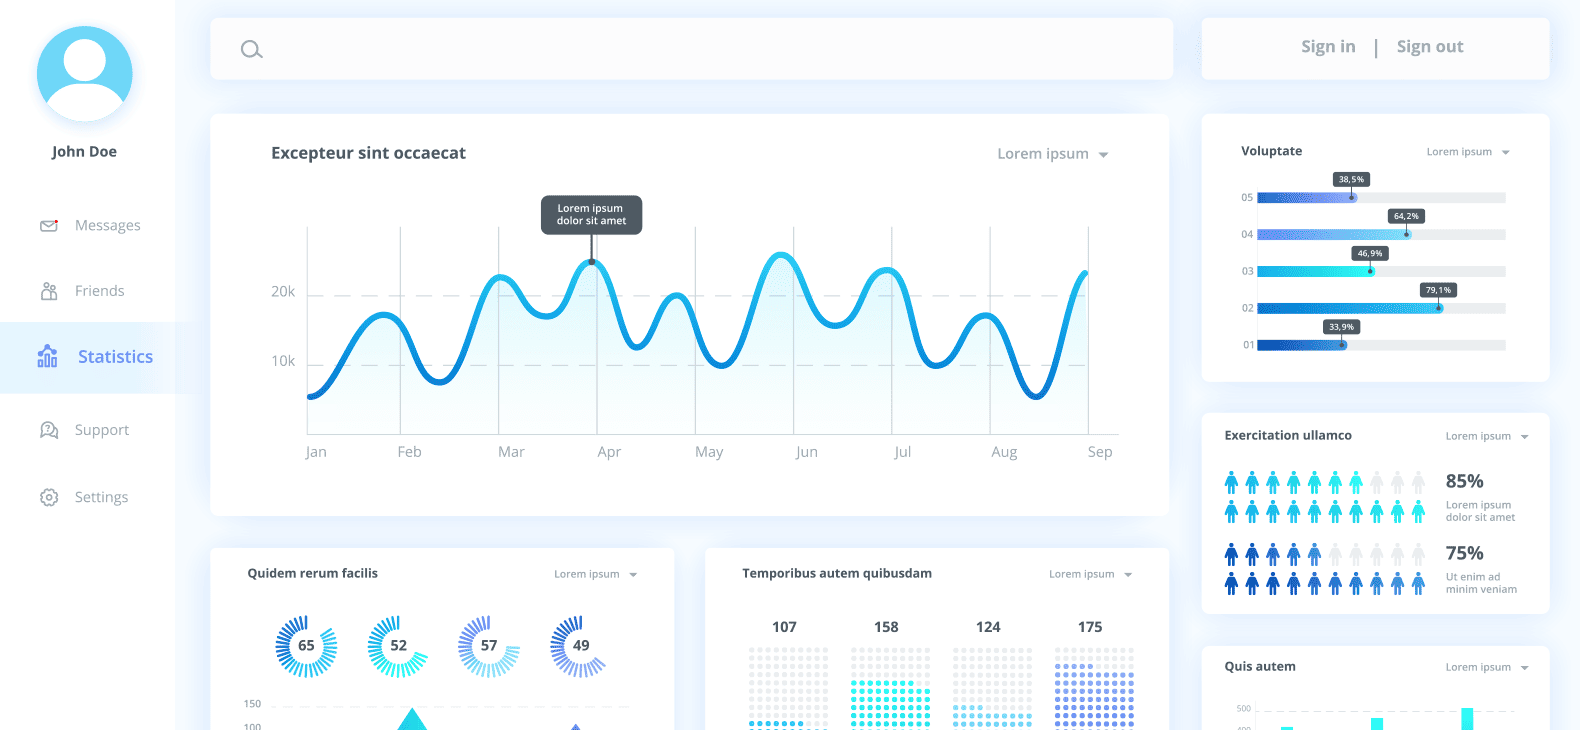 John Doe
Messages
Friends
Statistics
Support
Settings
Sign in | Sign out
Excepteur sint occaecat
Lorem ipsum
Lorem ipsum
dolor sit amet
20k
10k
Jan Feb Mar Apr May Jun Jul Aug Sep
Voluptate
Lorem ipsum
38,5%
05
64,2%
04
46,9%
03
79,1%
02
33,9%
01
Exercitation ullamco
Lorem ipsum
85%
Lorem ipsum
dolor sit amet
75%
Ut enim ad
minim veniam
Quidem rerum facilis
Lorem ipsum
65 52 57 49
150
100
Temporibus autem quibusdam
Lorem ipsum
107 158 124 175
Quis autem
Lorem ipsum
500
400